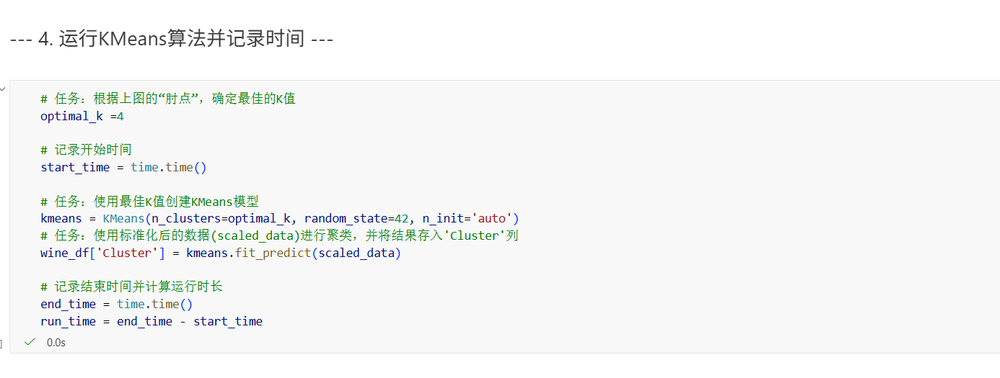 --- 4. 运行KMeans算法并记录时间 ---
# 任务：根据上图的“肘点”，确定最佳的K值
optimal_k =4
# 记录开始时间
start_time = time.time()
# 任务：使用最佳K值创建KMeans模型
kmeans = KMeans(n_clusters=optimal_k, random_state=42, n_init='auto')
# 任务：使用标准化后的数据(scaled_data)进行聚类，并将结果存入'Cluster'列
wine_df['Cluster'] = kmeans.fit_predict(scaled_data)
# 记录结束时间并计算运行时长
end_time = time.time()
run_time = end_time - start_time
0.0s